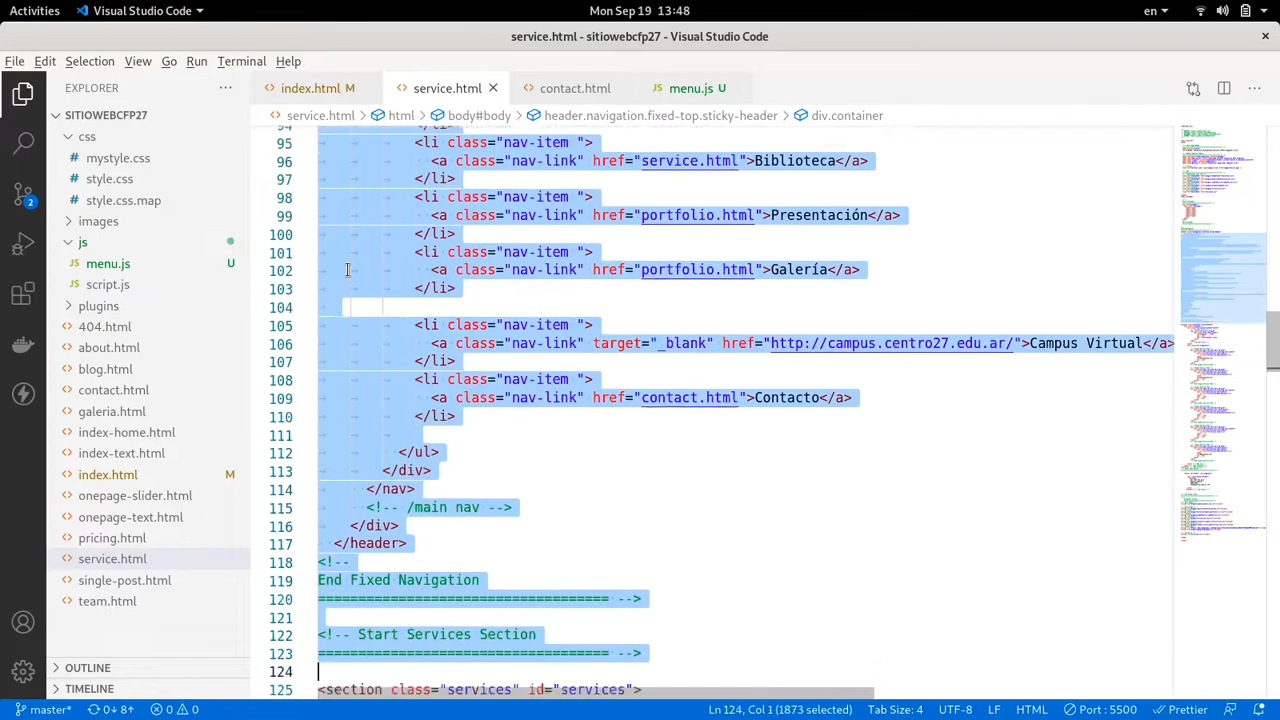 Activities
Visual Studio Code
Mon Sep 19 13:48
en
service.html - sitiowebcfp27 - Visual Studio Code
File Edit Selection View Go Run Terminal Help
EXPLORER
index.html M
service.html
contact.html
menu.js U
service.html > html > body#body > header.navigation.fixed-top.sticky-header > div.container
SITIOWEBCFP27
css
mystyle.css
style.css
style.css.map
js
menu.js U
script.js
plugins
404.html
blog.html
contact.html
galeria.html
index-home.html
index-text.html
index.html M
onepage-slider.html
onepage-text.html
pricing.html
service.html
single-post.html
team.html
OUTLINE
TIMELINE
2
95 <li class="nav-item ">
96 <a class="nav-link" href="service.html">Biblioteca</a>
97 </li>
98 <li class="nav-item ">
99 <a class="nav-link" href="portfolio.html">Presentación</a>
100 </li>
101 <li class="nav-item ">
102 <a class="nav-link" href="portfolio.html">Galería</a>
103 </li>
104
105 <li class="nav-item ">
106 <a class="nav-link" target="_blank" href="http://campus.centro27.edu.ar/">Campus Virtual</a>
107 </li>
108 <li class="nav-item ">
109 <a class="nav-link" href="contact.html">Contacto</a>
110 </li>
111
112 </ul>
113 </div>
114 </nav>
115 <!-- /main nav
116 </div>
117 </header>
118 <!--
119 End Fixed Navigation
120 ==================================== -->
121
122 <!-- Start Services Section
123 ==================================== -->
124
125 <section class="services" id="services">
master* 0↓ 8↑ 0 0 Ln 124, Col 1 (1873 selected) Tab Size: 4 UTF-8 LF HTML Port : 5500 Prettier